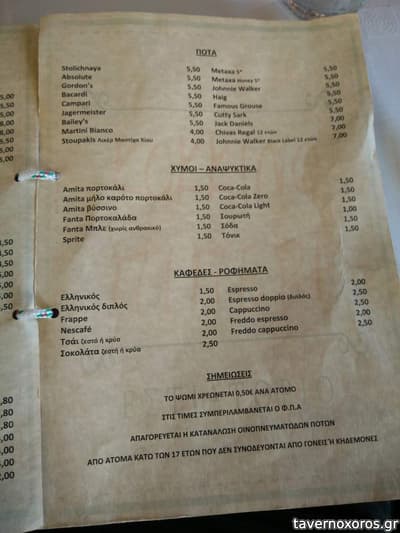 ΠΟΤΑ
Stolichnaya 5,50 Metaxa 5* 5,50
Absolute 5,50 Metaxa Honey 5* 5,50
Gordon's 5,50 Johnnie Walker 5,50
Bacardi 5,50 Haig 5,50
Campari 5,50 Famous Grouse 5,50
Jagermeister 5,50 Cutty Sark 5,50
Bailey's 5,50 Jack Daniels 7,00
Martini Bianco 4,00 Chivas Regal 12 ετών 7,00
Stoupakis Λικέρ Μαστίχα Χίου 4,00 Johnnie Walker Black Label 12 ετών 7,00
ΧΥΜΟΙ – ΑΝΑΨΥΚΤΙΚΑ
Amita πορτοκάλι 1,50 Coca-Cola 1,50
Amita μήλο καρότο πορτοκάλι 1,50 Coca-Cola Zero 1,50
Amita βύσσινο 1,50 Coca-Cola Light 1,50
Fanta Πορτοκαλάδα 1,50 Σουρωτή 1,00
Fanta Μπλε (χωρίς ανθρακικό) 1,50 Σόδα 1,50
Sprite 1,50 Τόνικ 1,50
ΚΑΦΕΔΕΣ - ΡΟΦΗΜΑΤΑ
Ελληνικός 1,50 Espresso 2,00
Ελληνικός διπλός 2,00 Espresso doppio (διπλός) 2,50
Frappe 2,00 Cappuccino 2,50
Nescafé 2,00 Freddo espresso 2,00
Τσάι ζεστό ή κρύο 2,00 Freddo cappuccino 2,50
Σοκολάτα ζεστή ή κρύα 2,50
ΣΗΜΕΙΩΣΕΙΣ
ΤΟ ΨΩΜΙ ΧΡΕΩΝΕΤΑΙ 0,50€ ΑΝΑ ΑΤΟΜΟ
ΣΤΙΣ ΤΙΜΕΣ ΣΥΜΠΕΡΙΛΑΜΒΑΝΕΤΑΙ Ο Φ.Π.Α
ΑΠΑΓΟΡΕΥΕΤΑΙ Η ΚΑΤΑΝΑΛΩΣΗ ΟΙΝΟΠΝΕΥΜΑΤΩΔΩΝ ΠΟΤΩΝ
ΑΠΟ ΑΤΟΜΑ ΚΑΤΩ ΤΩΝ 17 ΕΤΩΝ ΠΟΥ ΔΕΝ ΣΥΝΟΔΕΥΟΝΤΑΙ ΑΠΟ ΓΟΝΕΙΣ Ή ΚΗΔΕΜΟΝΕΣ
tavernoxoros.gr